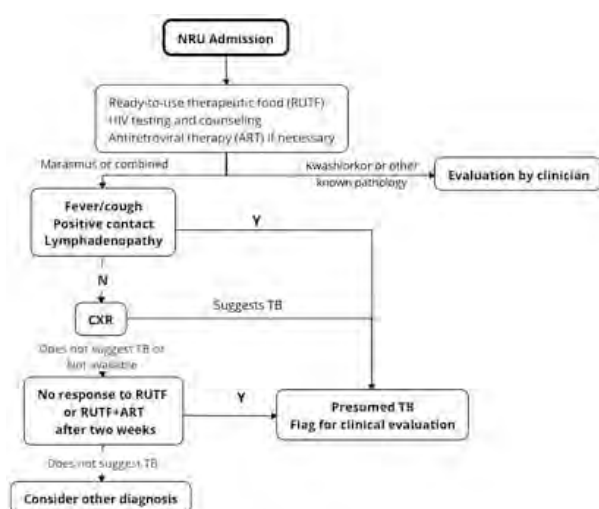 NRU Admission
Ready-to-use therapeutic food (RUTF)
HIV testing and counseling
Antiretroviral therapy (ART) if necessary
Marasmus or combined
Kwashiorkor or other
known pathology
Evaluation by clinician
Fever/cough
Positive contact
Lymphadenopathy
Y
N
CXR
Suggests TB
Does not suggest TB or
Not available
No response to RUTF
or RUTF+ART
after two weeks
Y
Presumed TB
Flag for clinical evaluation
Does not suggest TB
Consider other diagnosis